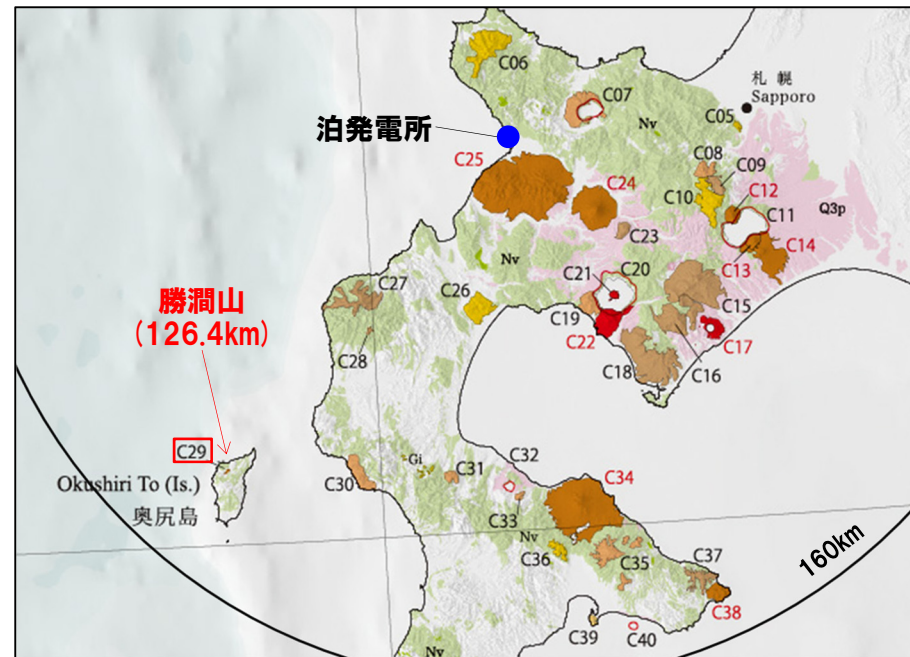 C06
札幌
Sapporo
C07
C05
泊発電所
Nv
C08
C09
C25
C24
C10
C12
C11
Q3p
C23
C14
C13
Nv
C21
C20
C27
C26
C15
勝澗山
(126.4km)
C19
C22
C17
C28
C18
C16
C29
Gi
C31
C32
C34
Okushiri To (Is.)
C30
奥尻島
C33
Nv
C36
C35
C37
160km
C38
C39
C40
Nv